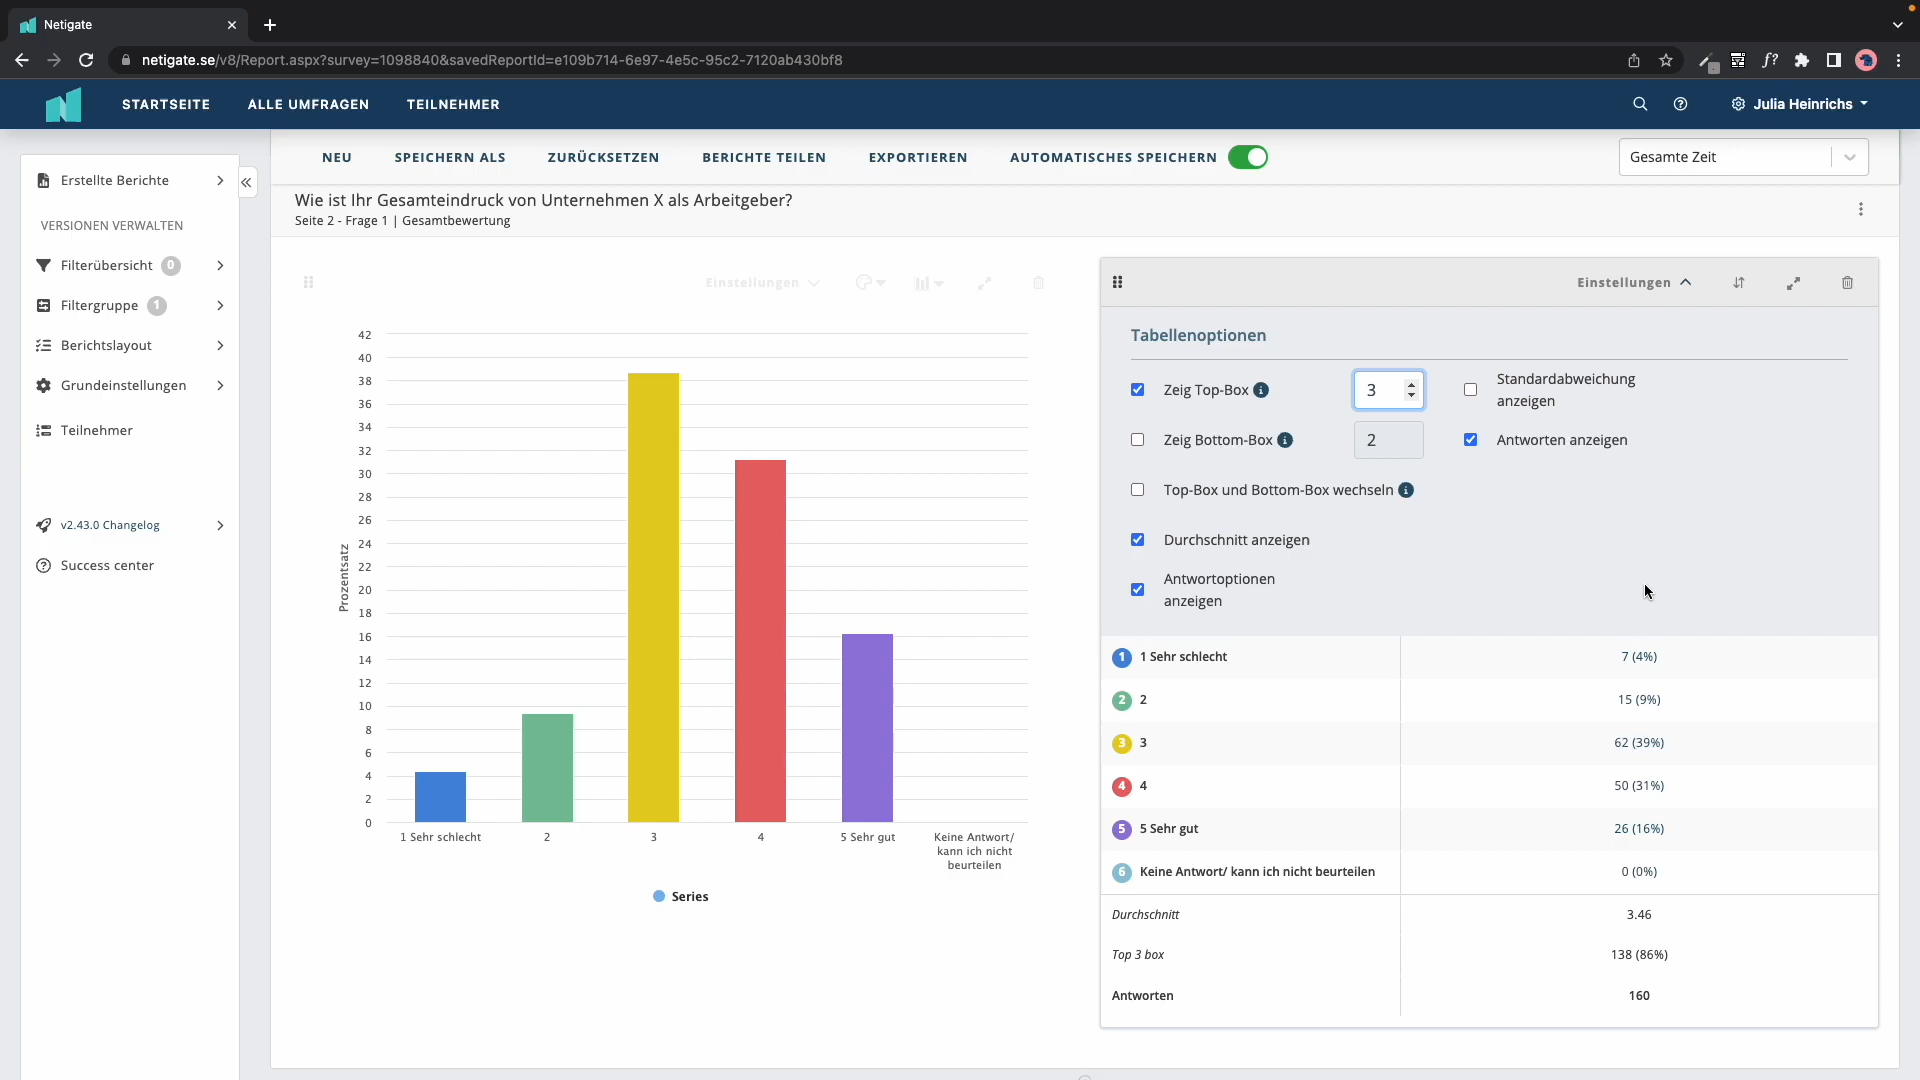 Netigate
netigate.se/v8/Report.aspx?survey=1098840&savedReportId=e109b714-6e97-4e5c-95c2-7120ab430bf8
f?
STARTSEITE
ALLE UMFRAGEN
TEILNEHMER
Julia Heinrichs
NEU
SPEICHERN ALS
ZURÜCKSETZEN
BERICHTE TEILEN
EXPORTIEREN
AUTOMATISCHES SPEICHERN
Gesamte Zeit
Erstellte Berichte
VERSIONEN VERWALTEN
Filterübersicht 0
Filtergruppe 1
Berichtslayout
Grundeinstellungen
Teilnehmer
v2.43.0 Changelog
Success center
Wie ist Ihr Gesamteindruck von Unternehmen X als Arbeitgeber?
Seite 2 - Frage 1 | Gesamtbewertung
Einstellungen
42
40
38
36
34
32
30
28
26
24
22
20
18
16
14
12
10
8
6
4
2
0
Prozentsatz
1 Sehr schlecht
2
3
4
5 Sehr gut
Keine Antwort/
kann ich nicht
beurteilen
Series
Einstellungen
Tabellenoptionen
Zeig Top-Box
3
Standardabweichung
anzeigen
Zeig Bottom-Box
2
Antworten anzeigen
Top-Box und Bottom-Box wechseln
Durchschnitt anzeigen
Antwortoptionen
anzeigen
1 1 Sehr schlecht 7 (4%)
2 2 15 (9%)
3 3 62 (39%)
4 4 50 (31%)
5 5 Sehr gut 26 (16%)
6 Keine Antwort/ kann ich nicht beurteilen 0 (0%)
Durchschnitt 3.46
Top 3 box 138 (86%)
Antworten 160